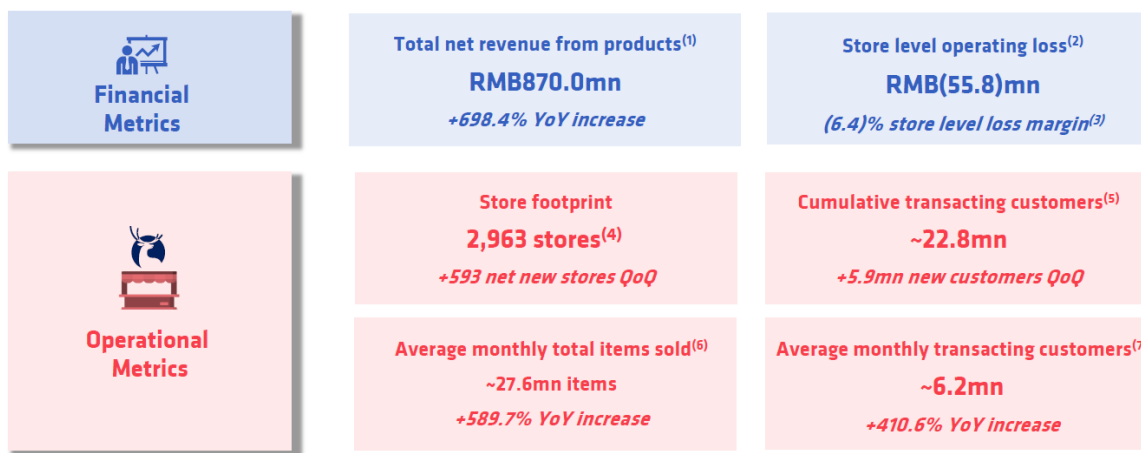 Financial
Metrics
Total net revenue from products(1)
RMB870.0mn
+698.4% YoY increase
Store level operating loss(2)
RMB(55.8)mn
(6.4)% store level loss margin(3)
Operational
Metrics
Store footprint
2,963 stores(4)
+593 net new stores QoQ
Cumulative transacting customers(5)
~22.8mn
+5.9mn new customers QoQ
Average monthly total items sold(6)
~27.6mn items
+589.7% YoY increase
Average monthly transacting customers(7
~6.2mn
+410.6% YoY increase